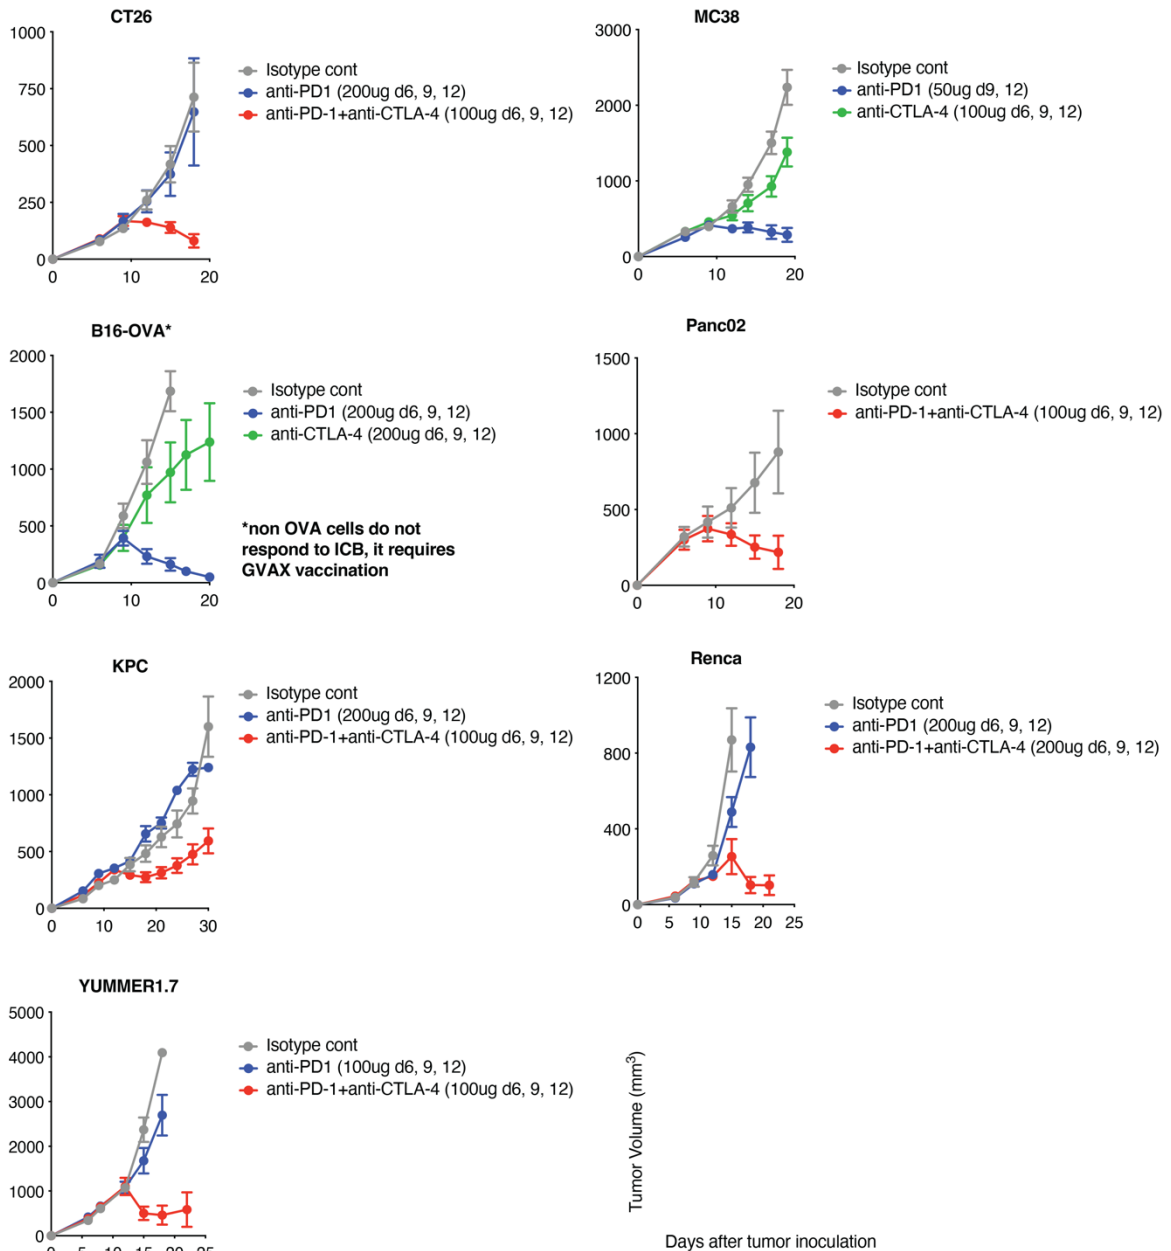 CT26
1000
750
500
250
0
10
20
0
Isotype cont
anti-PD1 (200ug d6, 9, 12)
anti-PD-1+anti-CTLA-4 (100ug d6, 9, 12)
MC38
3000
2000
1000
0
0
10
20
Isotype cont
anti-PD1 (50ug d9, 12)
anti-CTLA-4 (100ug d6, 9, 12)
B16-OVA*
2000
1500
1000
500
0
0
10
20
Isotype cont
anti-PD1 (200ug d6, 9, 12)
anti-CTLA-4 (200ug d6, 9, 12)
*non OVA cells do not
respond to ICB, it requires
GVAX vaccination
Panc02
1500
1000
500
0
0
10
20
Isotype cont
anti-PD-1+anti-CTLA-4 (100ug d6, 9, 12)
KPC
2000
1500
1000
500
0
0
10
20
30
Isotype cont
anti-PD1 (200ug d6, 9, 12)
anti-PD-1+anti-CTLA-4 (100ug d6, 9, 12)
Renca
1200
800
400
0
0
5
10
15
20
25
Isotype cont
anti-PD1 (200ug d6, 9, 12)
anti-PD-1+anti-CTLA-4 (200ug d6, 9, 12)
YUMMER1.7
5000
4000
3000
2000
1000
0
0
5
10
15
20
25
Isotype cont
anti-PD1 (100ug d6, 9, 12)
anti-PD-1+anti-CTLA-4 (100ug d6, 9, 12)
Tumor Volume (mm³)
Days after tumor inoculation